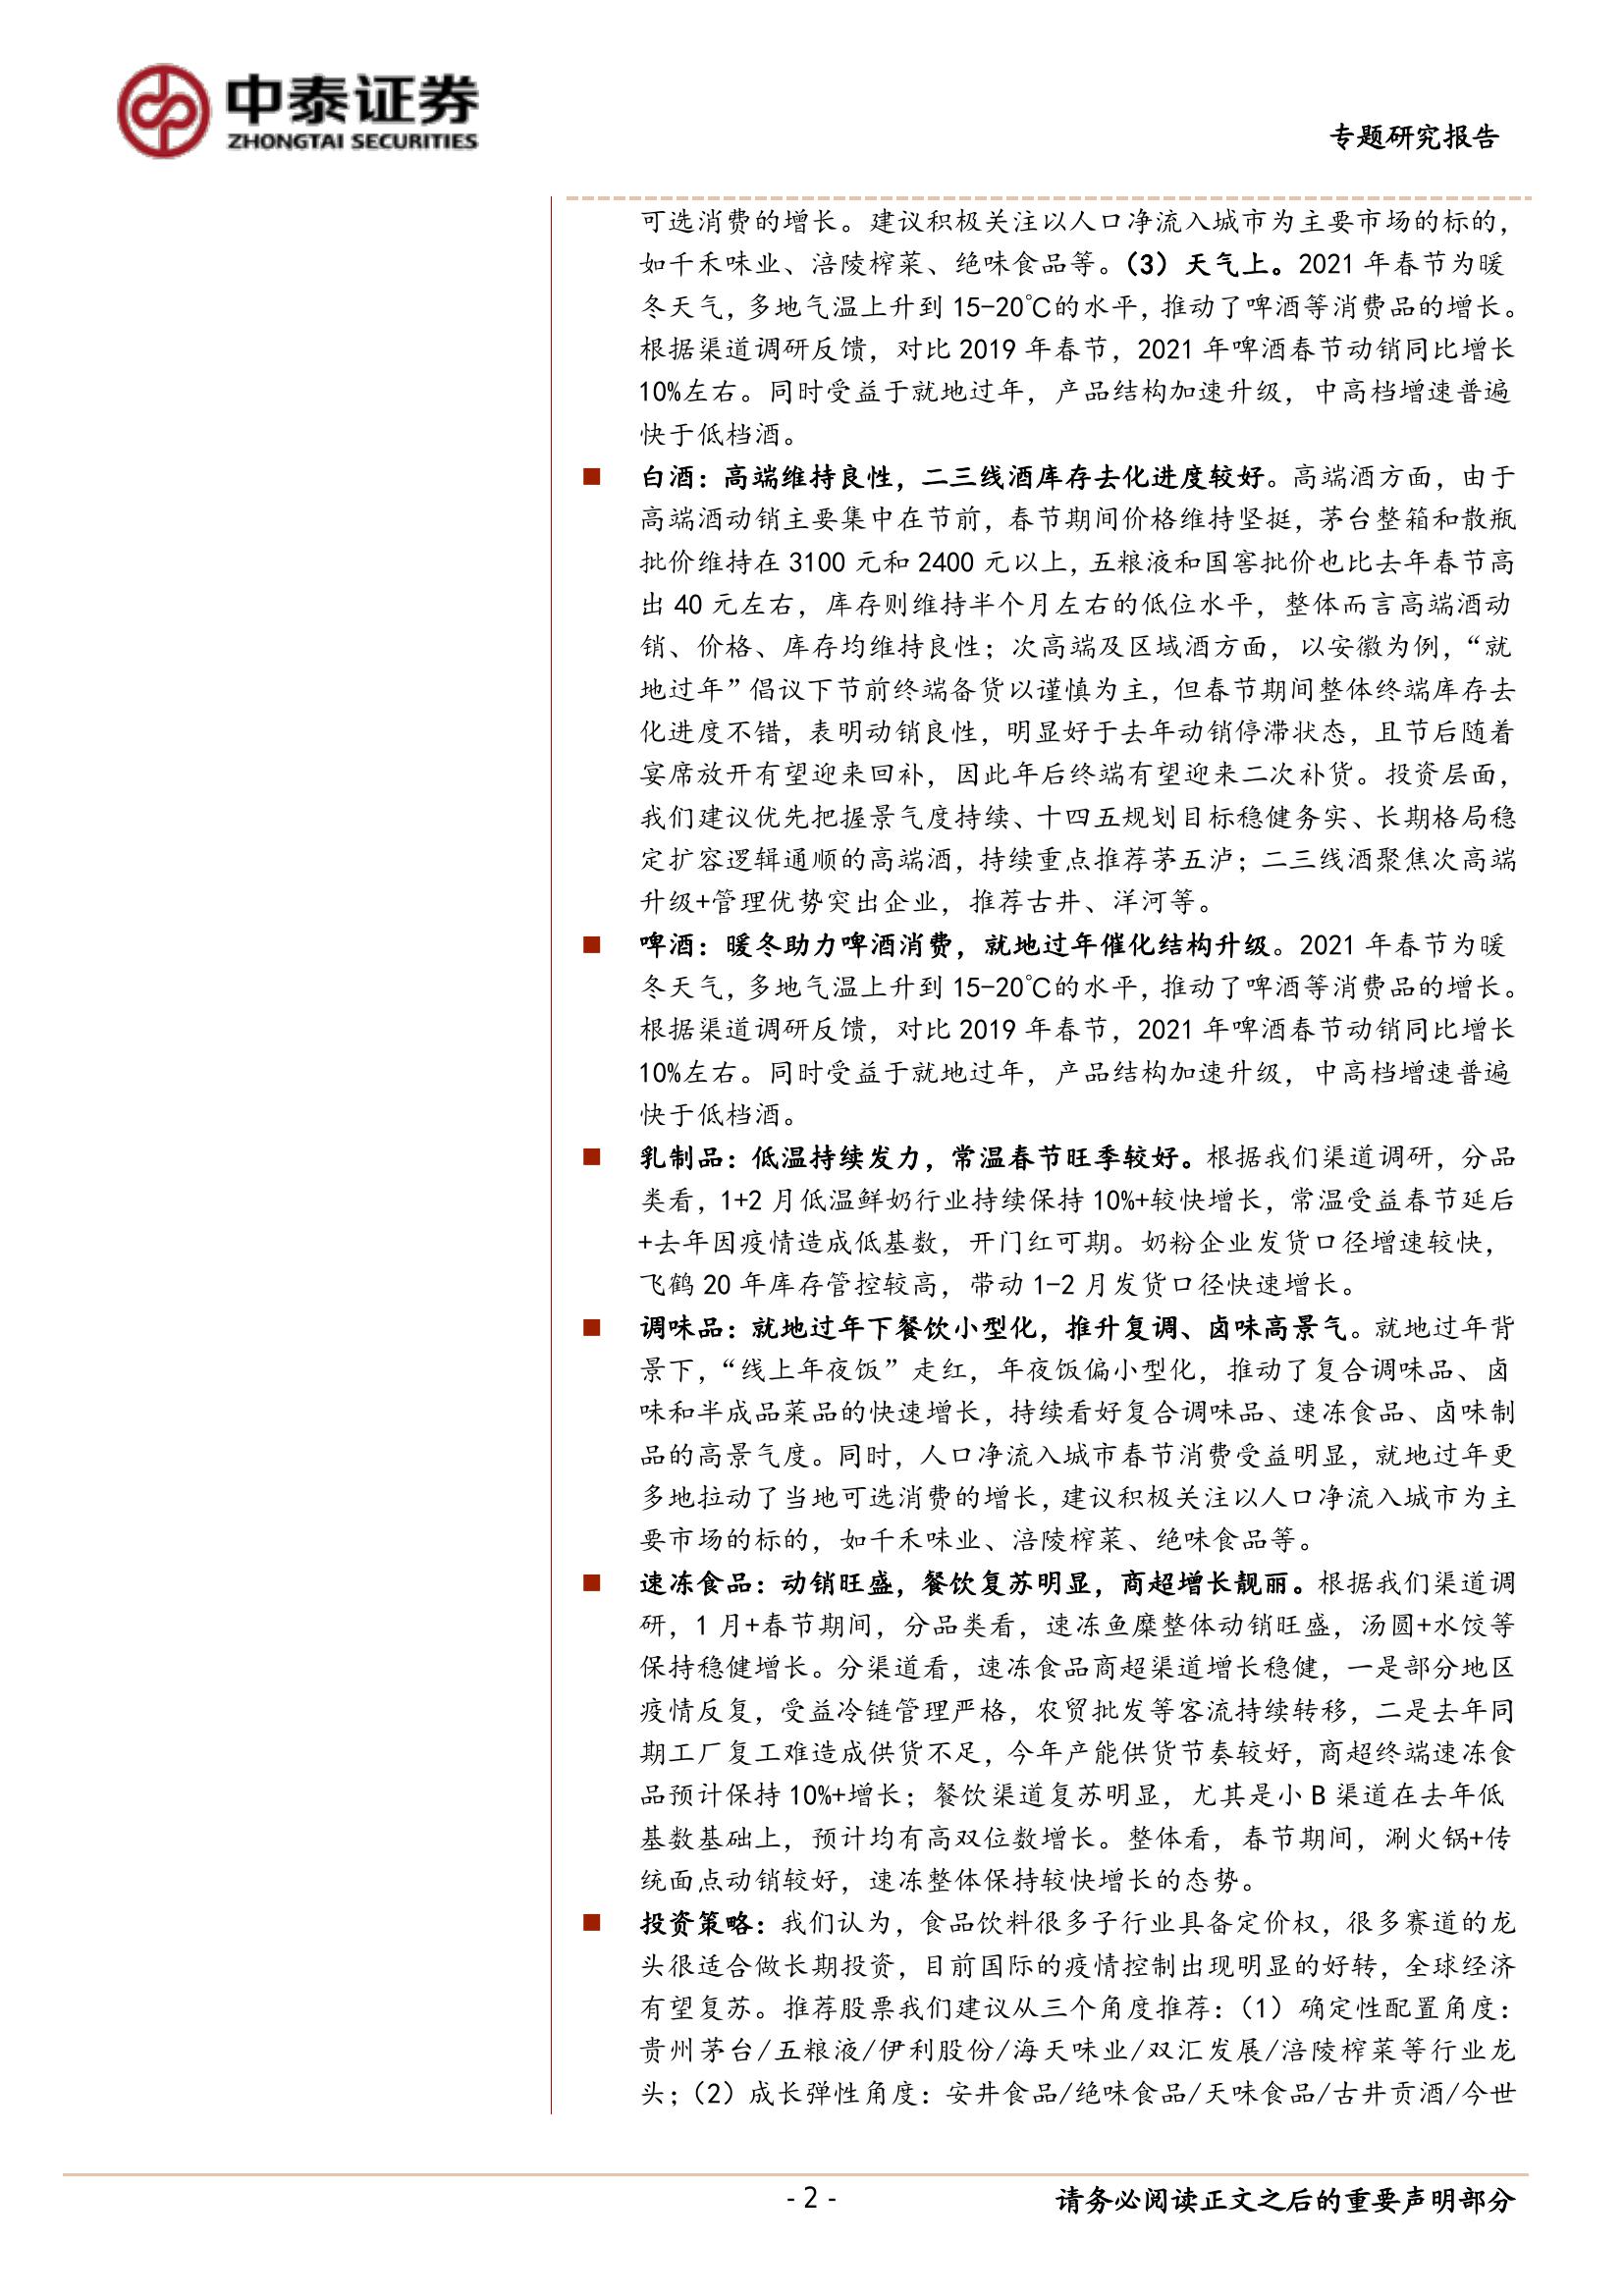 中泰证券
ZHONGTAI SECURITIES
专题研究报告
可选消费的增长。建议积极关注以人口净流入城市为主要市场的标的，
如千禾味业、涪陵榨菜、绝味食品等。（3）天气上。2021 年春节为暖
冬天气，多地气温上升到 15-20℃的水平，推动了啤酒等消费品的增长。
根据渠道调研反馈，对比 2019 年春节，2021 年啤酒春节动销同比增长
10%左右。同时受益于就地过年，产品结构加速升级，中高档增速普遍
快于低档酒。
■ 白酒：高端维持良性，二三线酒库存去化进度较好。高端酒方面，由于
高端酒动销主要集中在节前，春节期间价格维持坚挺，茅台整箱和散瓶
批价维持在 3100 元和 2400 元以上，五粮液和国窖批价也比去年春节高
出 40 元左右，库存则维持半个月左右的低位水平，整体而言高端酒动
销、价格、库存均维持良性；次高端及区域酒方面，以安徽为例，“就
地过年”倡议下节前终端备货以谨慎为主，但春节期间整体终端库存去
化进度不错，表明动销良性，明显好于去年动销停滞状态，且节后随着
宴席放开有望迎来回补，因此年后终端有望迎来二次补货。投资层面，
我们建议优先把握景气度持续、十四五规划目标稳健务实、长期格局稳
定扩容逻辑通顺的高端酒，持续重点推荐茅五泸；二三线酒聚焦次高端
升级+管理优势突出企业，推荐古井、洋河等。
■ 啤酒：暖冬助力啤酒消费，就地过年催化结构升级。2021 年春节为暖
冬天气，多地气温上升到 15-20℃的水平，推动了啤酒等消费品的增长。
根据渠道调研反馈，对比 2019 年春节，2021 年啤酒春节动销同比增长
10%左右。同时受益于就地过年，产品结构加速升级，中高档增速普遍
快于低档酒。
■ 乳制品：低温持续发力，常温春节旺季较好。根据我们渠道调研，分品
类看，1+2 月低温鲜奶行业持续保持 10%+较快增长，常温受益春节延后
+去年因疫情造成低基数，开门红可期。奶粉企业发货口径增速较快，
飞鹤 20 年库存管控较高，带动 1-2 月发货口径快速增长。
■ 调味品：就地过年下餐饮小型化，推升复调、卤味高景气。就地过年背
景下，“线上年夜饭”走红，年夜饭偏小型化，推动了复合调味品、卤
味和半成品菜品的快速增长，持续看好复合调味品、速冻食品、卤味制
品的高景气度。同时，人口净流入城市春节消费受益明显，就地过年更
多地拉动了当地可选消费的增长，建议积极关注以人口净流入城市为主
要市场的标的，如千禾味业、涪陵榨菜、绝味食品等。
■ 速冻食品：动销旺盛，餐饮复苏明显，商超增长靓丽。根据我们渠道调
研，1 月+春节期间，分品类看，速冻鱼糜整体动销旺盛，汤圆+水饺等
保持稳健增长。分渠道看，速冻食品商超渠道增长稳健，一是部分地区
疫情反复，受益冷链管理严格，农贸批发等客流持续转移，二是去年同
期工厂复工难造成供货不足，今年产能供货节奏较好，商超终端速冻食
品预计保持 10%+增长；餐饮渠道复苏明显，尤其是小 B 渠道在去年低
基数基础上，预计均有高双位数增长。整体看，春节期间，涮火锅+传
统面点动销较好，速冻整体保持较快增长的态势。
■ 投资策略：我们认为，食品饮料很多子行业具备定价权，很多赛道的龙
头很适合做长期投资，目前国际的疫情控制出现明显的好转，全球经济
有望复苏。推荐股票我们建议从三个角度推荐：（1）确定性配置角度：
贵州茅台/五粮液/伊利股份/海天味业/双汇发展/涪陵榨菜等行业龙
头；（2）成长弹性角度：安井食品/绝味食品/天味食品/古井贡酒/今世
- 2 -
请务必阅读正文之后的重要声明部分